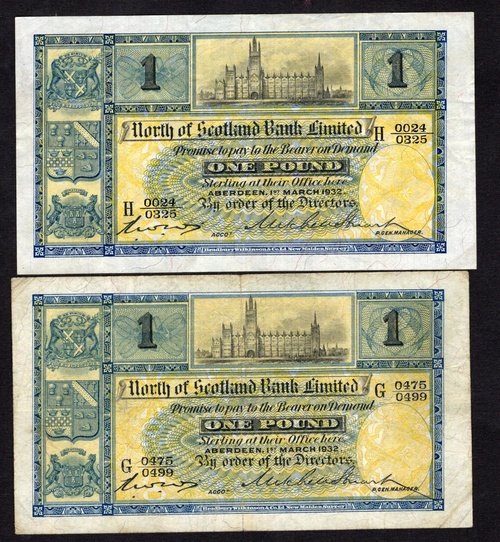 1 1
North of Scotland Bank Limited H 0024/0325
Promise to pay to the Bearer on Demand
ONE POUND
Sterling at their Office here
ABERDEEN, 1ST MARCH 1932.
H 0024/0325 By order of the Directors,
ACCOT. P. GEN. MANAGER.
Bradbury Wilkinson & Co. Ld. New Malden, Surrey
1 1
North of Scotland Bank Limited G 0475/0499
Promise to pay to the Bearer on Demand
ONE POUND
Sterling at their Office here
ABERDEEN, 1ST MARCH 1932.
G 0475/0499 By order of the Directors,
ACCOT. P. GEN. MANAGER.
Bradbury Wilkinson & Co. Ld. New Malden, Surrey